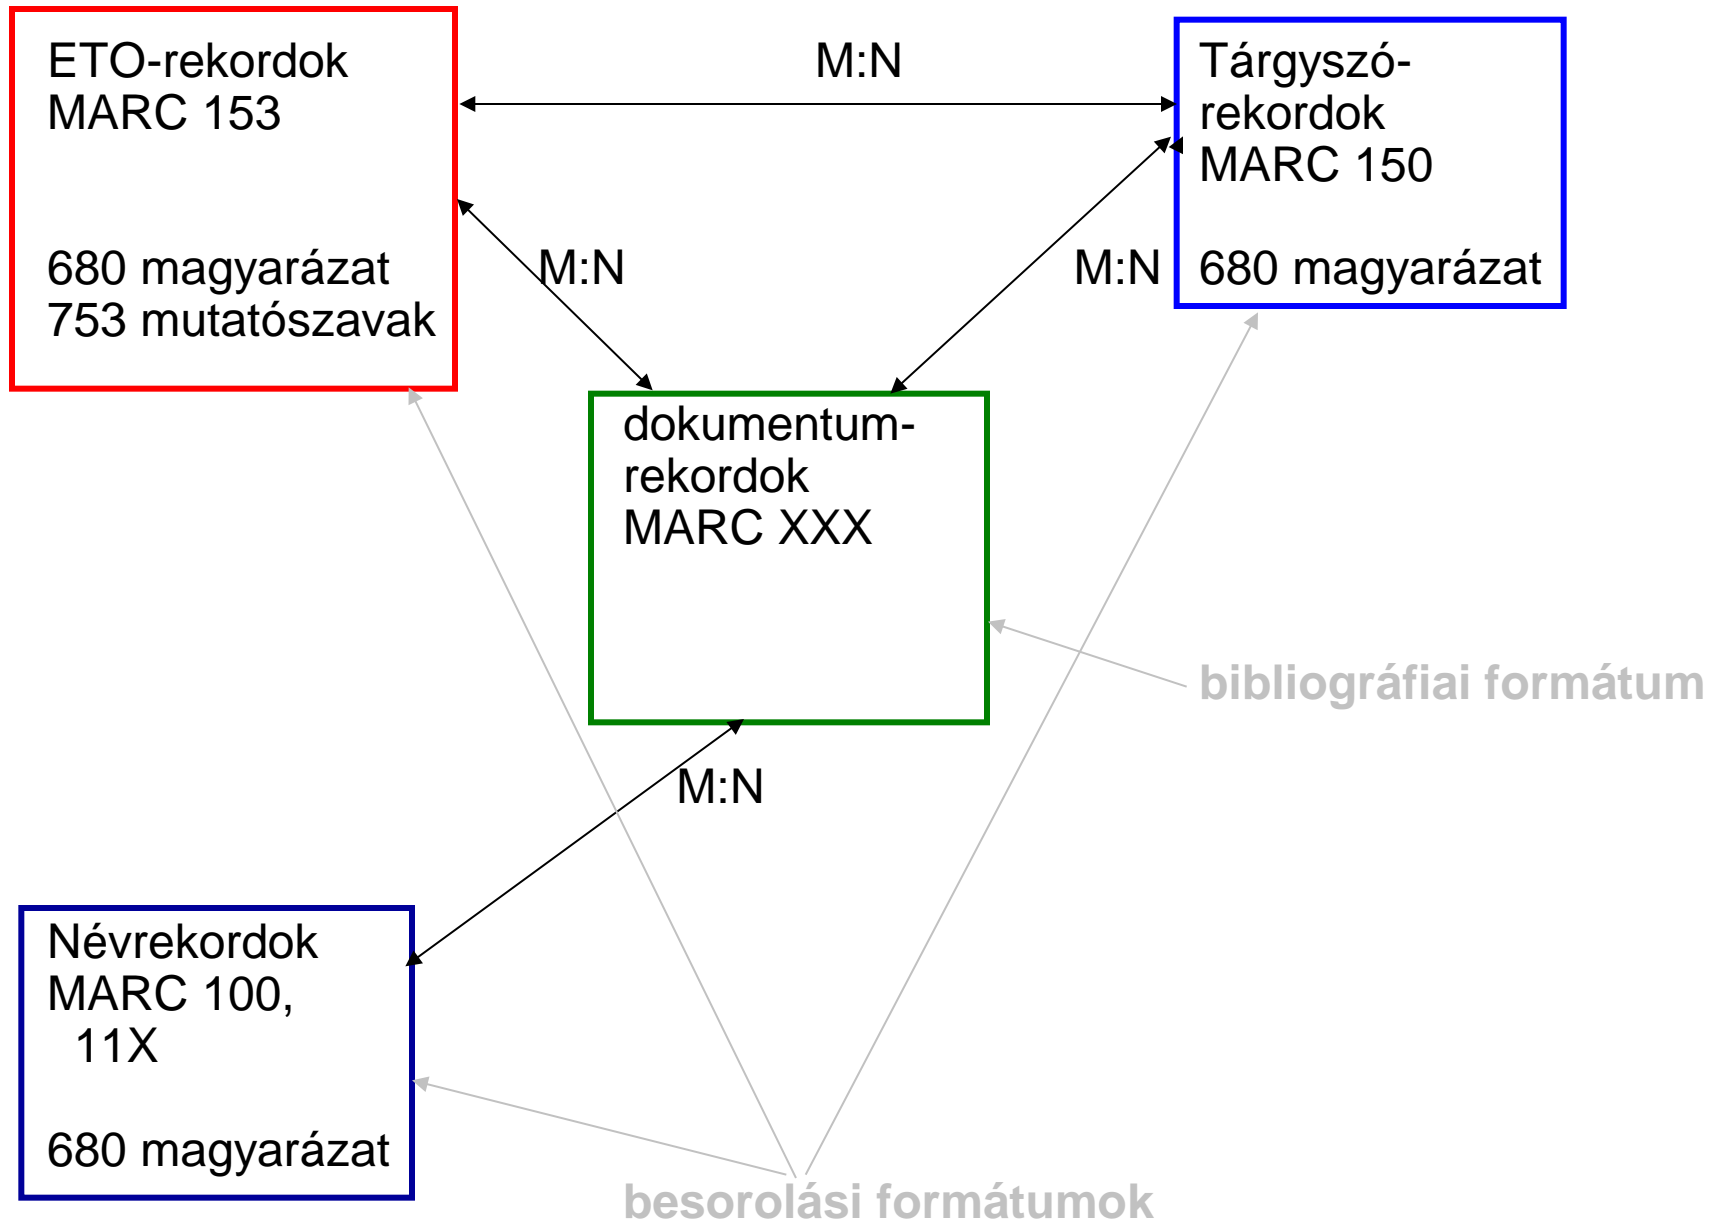 ETO-rekordok
MARC 153
680 magyarázat
753 mutatószavak
M:N
Tárgyszó-
rekordok
MARC 150
680 magyarázat
M:N
M:N
dokumentum-
rekordok
MARC XXX
bibliográfiai formátum
M:N
Névrekordok
MARC 100,
11X
680 magyarázat
besorolási formátumok